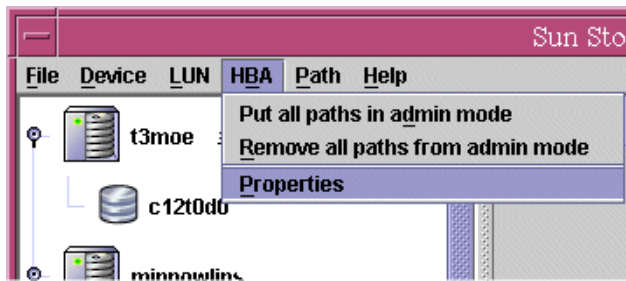 Sun Sto
File Device LUN HBA Path Help
Put all paths in admin mode
t3moe
Remove all paths from admin mode
Properties
c12t0d0
minnowlips